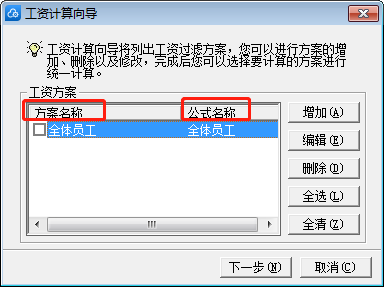 工资计算向导
工资计算向导将列出工资过滤方案，您可以进行方案的增
加、删除以及修改，完成后您可以选择要计算的方案进行
统一计算。
工资方案
方案名称 公式名称
全体员工 全体员工
增加(A)
编辑(E)
删除(D)
全选(L)
全清(Z)
下一步(N) 取消(C)